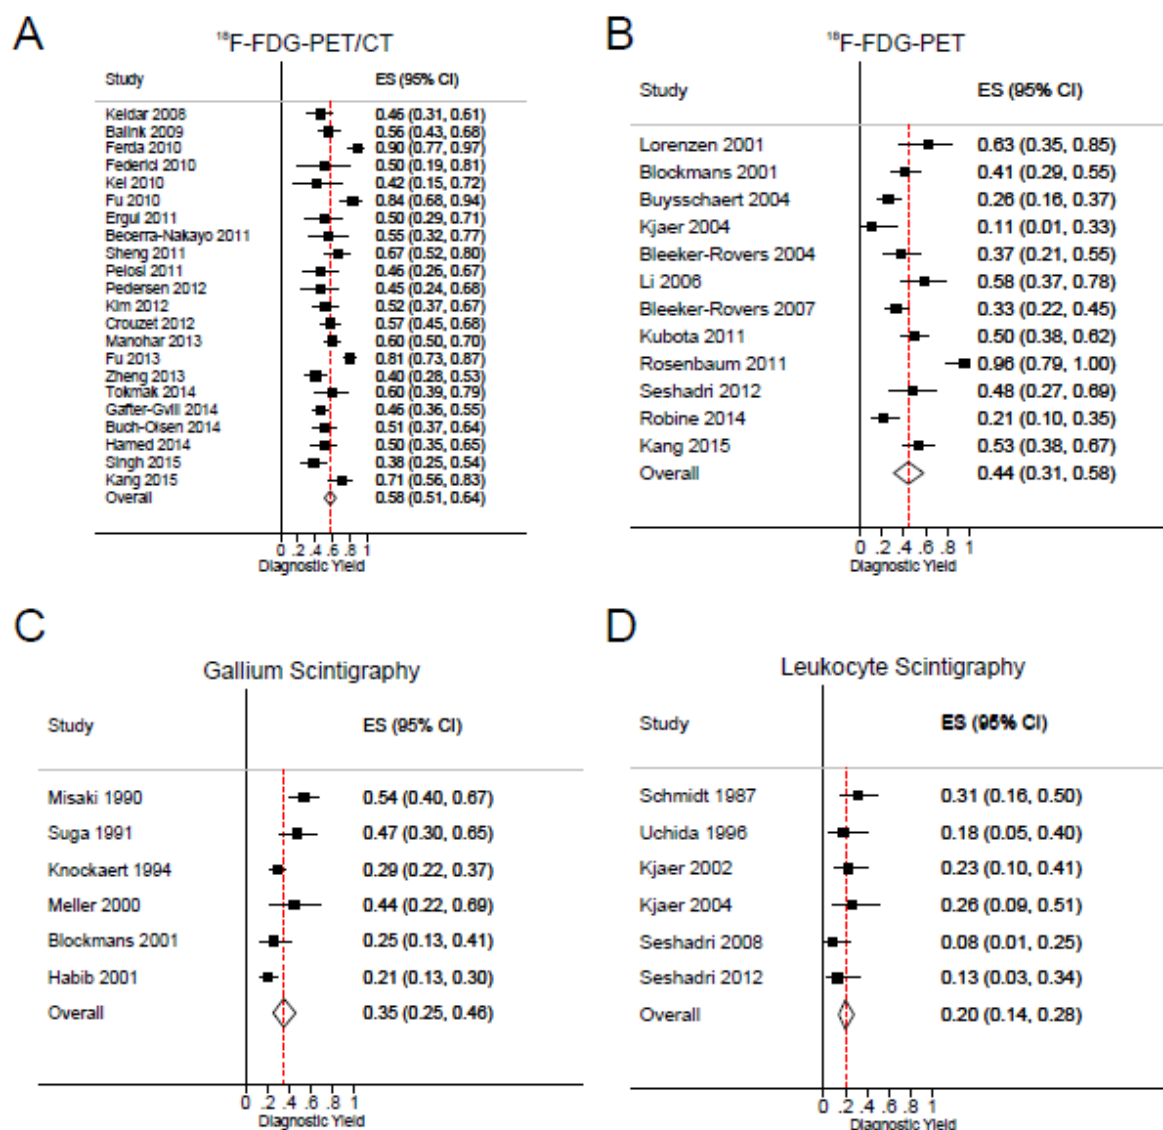 A
¹⁸F-FDG-PET/CT
Study ES (95% CI)
Keidar 2008 0.46 (0.31, 0.61)
Balink 2009 0.56 (0.43, 0.68)
Ferda 2010 0.90 (0.77, 0.97)
Federici 2010 0.50 (0.19, 0.81)
Kei 2010 0.42 (0.15, 0.72)
Fu 2010 0.84 (0.68, 0.94)
Ergul 2011 0.50 (0.29, 0.71)
Becerra-Nakayo 2011 0.55 (0.32, 0.77)
Sheng 2011 0.67 (0.52, 0.80)
Pelosi 2011 0.46 (0.26, 0.67)
Pedersen 2012 0.45 (0.24, 0.68)
Kim 2012 0.52 (0.37, 0.67)
Crouzet 2012 0.57 (0.45, 0.68)
Manohar 2013 0.60 (0.50, 0.70)
Fu 2013 0.81 (0.73, 0.87)
Zheng 2013 0.40 (0.28, 0.53)
Tokmak 2014 0.60 (0.39, 0.79)
Gafter-Gvili 2014 0.46 (0.36, 0.55)
Buch-Olsen 2014 0.51 (0.37, 0.64)
Hamed 2014 0.50 (0.35, 0.65)
Singh 2015 0.38 (0.25, 0.54)
Kang 2015 0.71 (0.56, 0.83)
Overall 0.58 (0.51, 0.64)
0 .2 .4 .6 .8 1
Diagnostic Yield
B
¹⁸F-FDG-PET
Study ES (95% CI)
Lorenzen 2001 0.63 (0.35, 0.85)
Blockmans 2001 0.41 (0.29, 0.55)
Buysschaert 2004 0.26 (0.16, 0.37)
Kjaer 2004 0.11 (0.01, 0.33)
Bleeker-Rovers 2004 0.37 (0.21, 0.55)
Li 2006 0.58 (0.37, 0.78)
Bleeker-Rovers 2007 0.33 (0.22, 0.45)
Kubota 2011 0.50 (0.38, 0.62)
Rosenbaum 2011 0.96 (0.79, 1.00)
Seshadri 2012 0.48 (0.27, 0.69)
Robine 2014 0.21 (0.10, 0.35)
Kang 2015 0.53 (0.38, 0.67)
Overall 0.44 (0.31, 0.58)
0 .2 .4 .6 .8 1
Diagnostic Yield
C
Gallium Scintigraphy
Study ES (95% CI)
Misaki 1990 0.54 (0.40, 0.67)
Suga 1991 0.47 (0.30, 0.65)
Knockaert 1994 0.29 (0.22, 0.37)
Meller 2000 0.44 (0.22, 0.69)
Blockmans 2001 0.25 (0.13, 0.41)
Habib 2001 0.21 (0.13, 0.30)
Overall 0.35 (0.25, 0.46)
0 .2 .4 .6 .8 1
Diagnostic Yield
D
Leukocyte Scintigraphy
Study ES (95% CI)
Schmidt 1987 0.31 (0.16, 0.50)
Uchida 1996 0.18 (0.05, 0.40)
Kjaer 2002 0.23 (0.10, 0.41)
Kjaer 2004 0.26 (0.09, 0.51)
Seshadri 2008 0.08 (0.01, 0.25)
Seshadri 2012 0.13 (0.03, 0.34)
Overall 0.20 (0.14, 0.28)
0 .2 .4 .6 .8 1
Diagnostic Yield